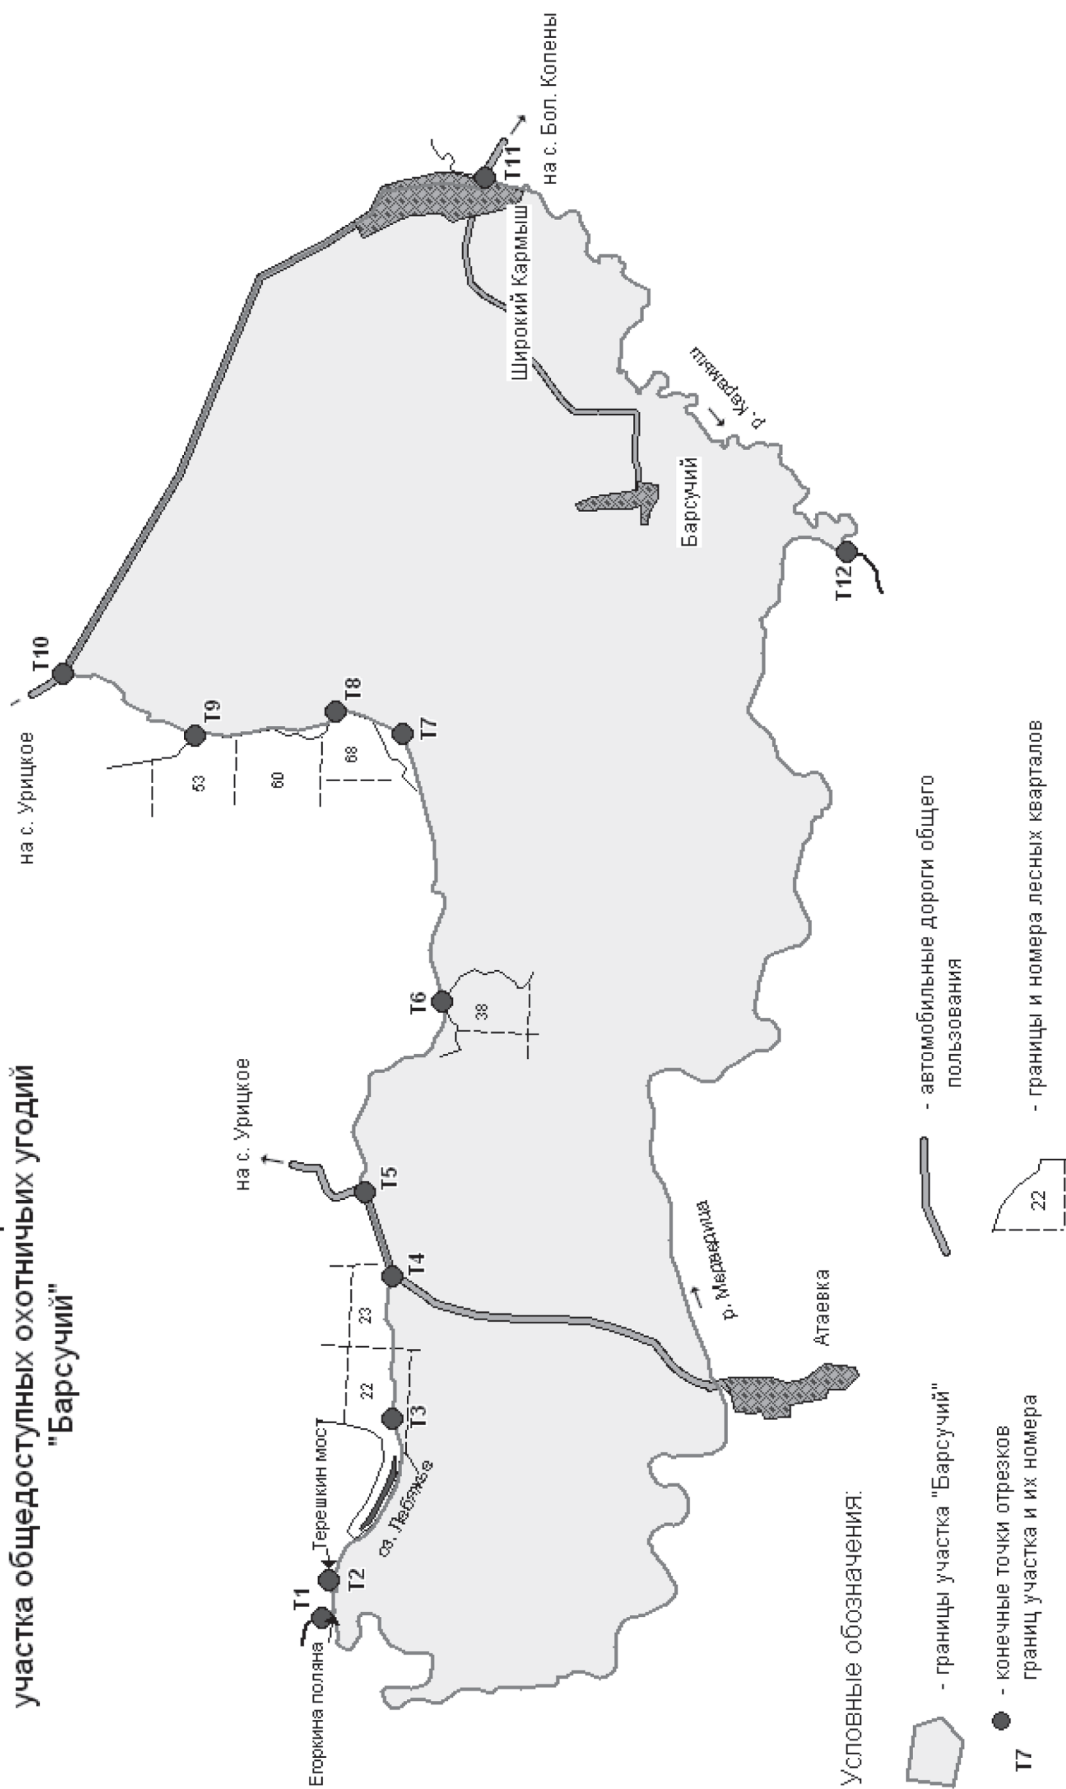 участка общедоступных охотничьих угодий
"Барсучий"
на с. Урицкое
на с. Урицкое
на с. Бол. Копены
Т10
Т9
Т8
Т7
53
60
68
Т11
Широкий Кармыш
р. Карамыш
Барсучий
Т12
Т6
38
Т5
Т4
23
22
Т3
Терешкин мост
оз. Лебяжье
Т1
Т2
Егоркина поляна
р. Медведица
Атаевка
Условные обозначения:
- границы участка "Барсучий"
- конечные точки отрезков
границ участка и их номера
Т7
- автомобильные дороги общего
пользования
22
- границы и номера лесных кварталов